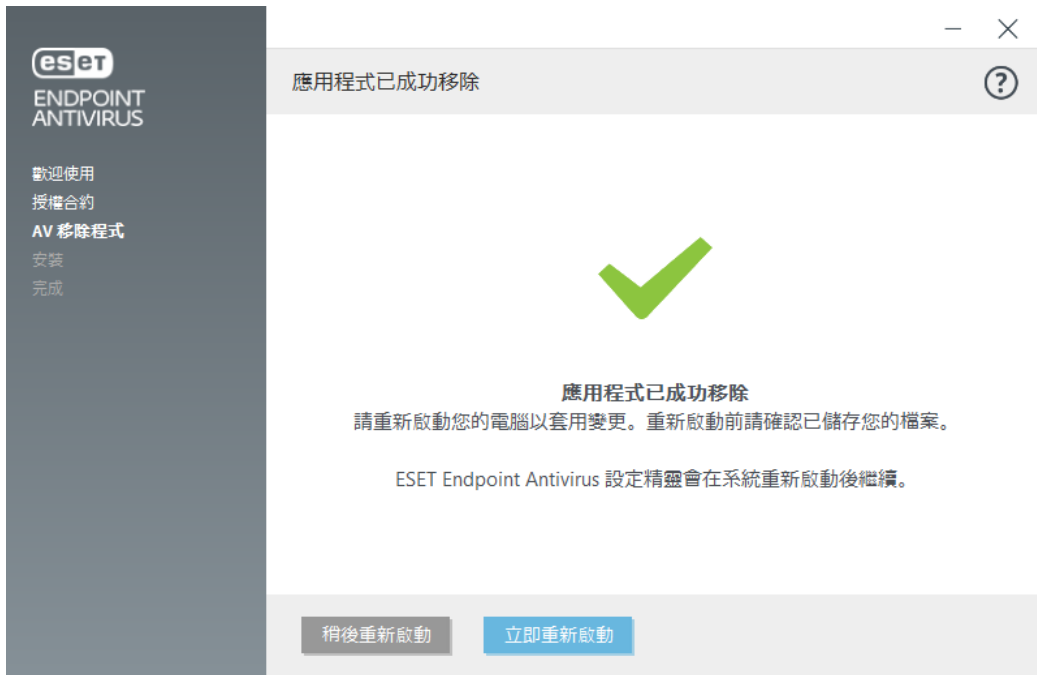 eset
ENDPOINT
ANTIVIRUS
歡迎使用
授權合約
AV 移除程式
安裝
完成
應用程式已成功移除
?
應用程式已成功移除
請重新啟動您的電腦以套用變更。重新啟動前請確認已儲存您的檔案。
ESET Endpoint Antivirus 設定精靈會在系統重新啟動後繼續。
稍後重新啟動
立即重新啟動